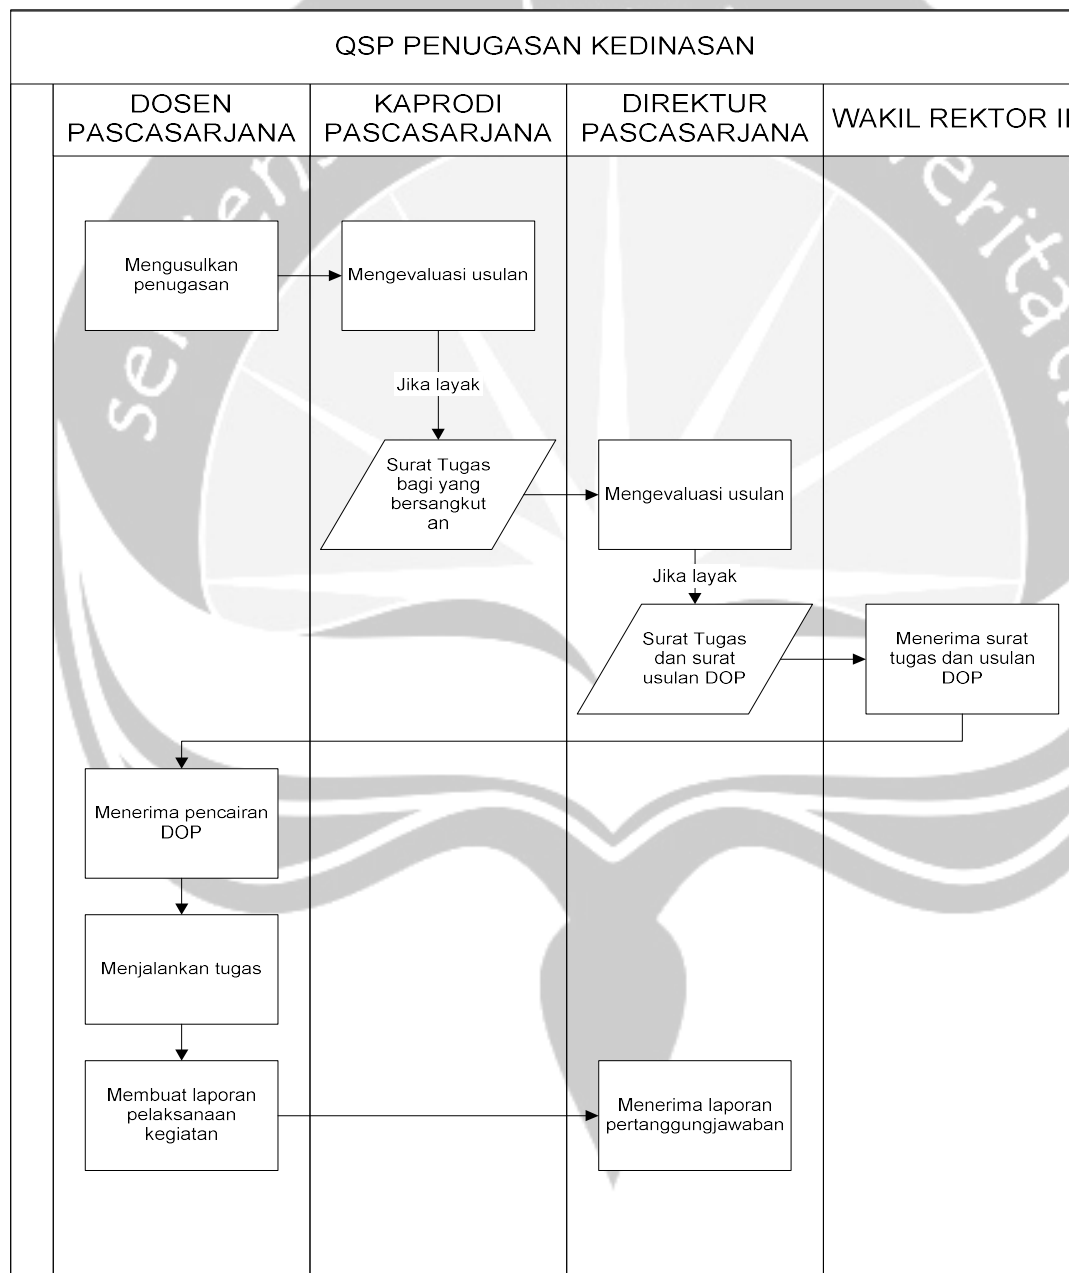 QSP PENUGASAN KEDINASAN
DOSEN
PASCASARJANA
KAPRODI
PASCASARJANA
DIREKTUR
PASCASARJANA
WAKIL REKTOR II
Mengusulkan
penugasan
Mengevaluasi usulan
Jika layak
Surat Tugas
bagi yang
bersangkut
an
Mengevaluasi usulan
Jika layak
Surat Tugas
dan surat
usulan DOP
Menerima surat
tugas dan usulan
DOP
Menerima pencairan
DOP
Menjalankan tugas
Membuat laporan
pelaksanaan
kegiatan
Menerima laporan
pertanggungjawaban